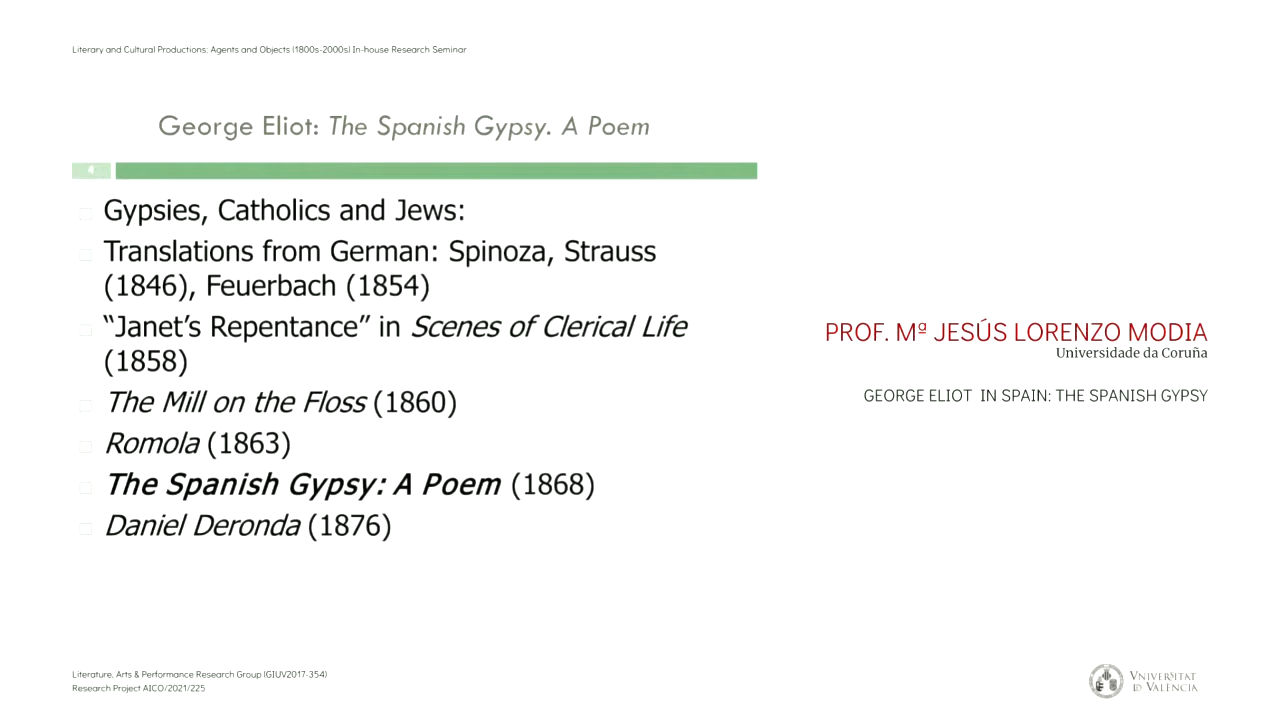 Literary and Cultural Productions: Agents and Objects (1800s-2000s) In-house Research Seminar
George Eliot: The Spanish Gypsy. A Poem
4
Gypsies, Catholics and Jews:
Translations from German: Spinoza, Strauss
(1846), Feuerbach (1854)
“Janet’s Repentance” in Scenes of Clerical Life
(1858)
The Mill on the Floss (1860)
Romola (1863)
The Spanish Gypsy: A Poem (1868)
Daniel Deronda (1876)
PROF. Mª JESÚS LORENZO MODIA
Universidade da Coruña
GEORGE ELIOT IN SPAIN: THE SPANISH GYPSY
Literature, Arts & Performance Research Group (GIUV2017-354)
Research Project AICO/2021/225
VNIVERSITAT
ID VALÈNCIA